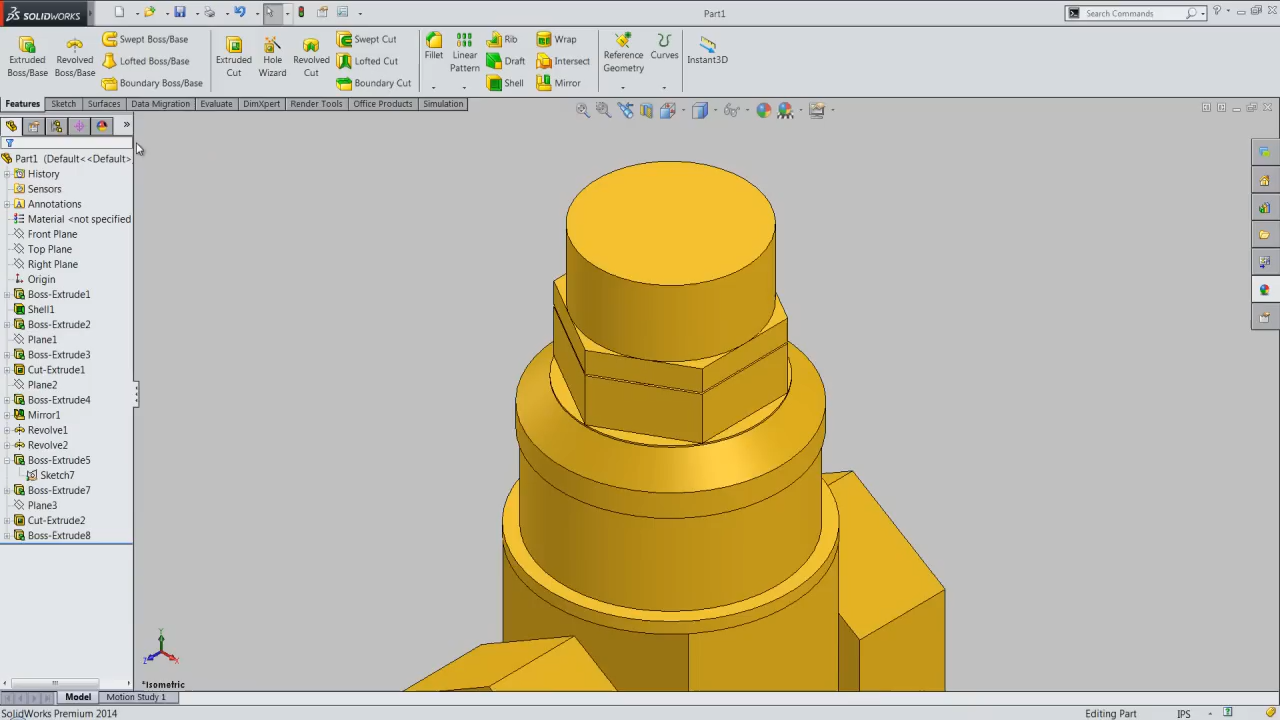 SOLIDWORKS
Part1
Search Commands
Extruded Boss/Base
Revolved Boss/Base
Swept Boss/Base
Lofted Boss/Base
Boundary Boss/Base
Extruded Cut
Hole Wizard
Revolved Cut
Swept Cut
Lofted Cut
Boundary Cut
Fillet
Linear Pattern
Rib
Draft
Shell
Wrap
Intersect
Mirror
Reference Geometry
Curves
Instant3D
Features Sketch Surfaces Data Migration Evaluate DimXpert Render Tools Office Products Simulation
Part1 (Default<<Default>
History
Sensors
Annotations
Material <not specified
Front Plane
Top Plane
Right Plane
Origin
Boss-Extrude1
Shell1
Boss-Extrude2
Plane1
Boss-Extrude3
Cut-Extrude1
Plane2
Boss-Extrude4
Mirror1
Revolve1
Revolve2
Boss-Extrude5
Sketch7
Boss-Extrude7
Plane3
Cut-Extrude2
Boss-Extrude8
Y
Z
X
*Isometric
Model Motion Study 1
SolidWorks Premium 2014
Editing Part
IPS